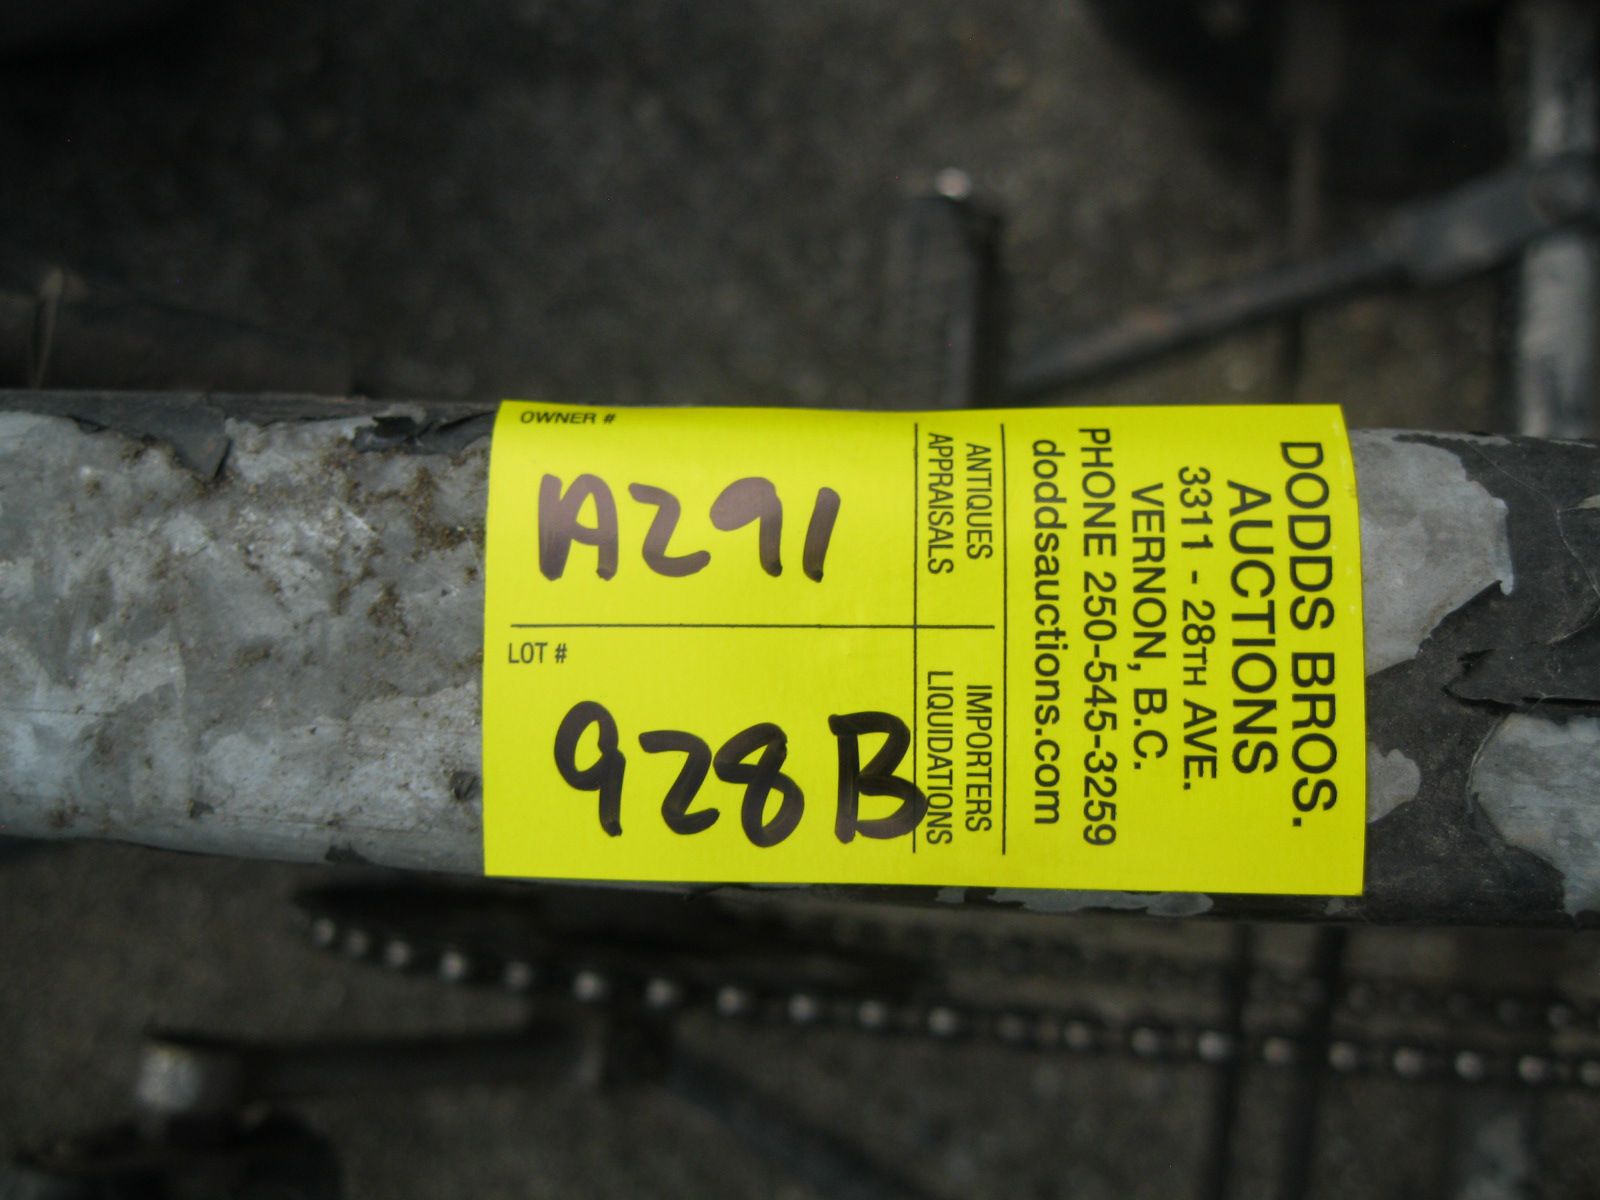 DODDS BROS.
AUCTIONS
3311 - 28TH AVE.
VERNON, B.C.
PHONE 250-545-3259
doddsauctions.com
ANTIQUES
APPRAISALS
IMPORTERS
LIQUIDATIONS
OWNER #
A291
LOT #
928B